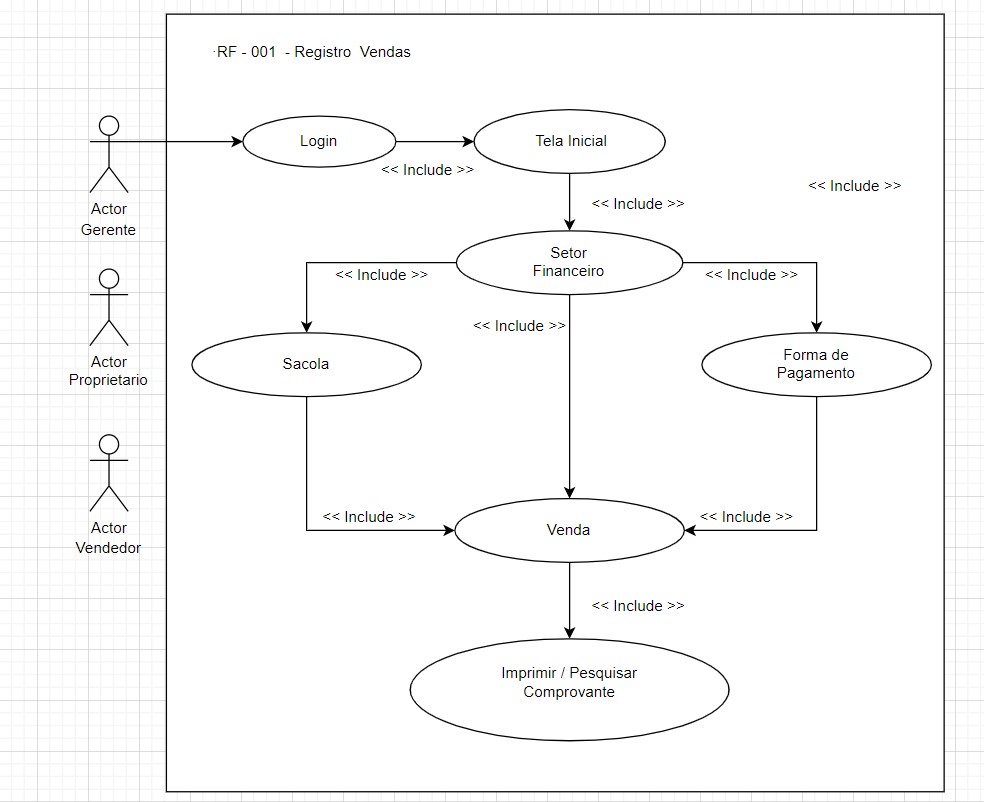 ·RF - 001 - Registro Vendas
Login
Tela Inicial
<< Include >>
<< Include >>
<< Include >>
Actor
Gerente
Setor
Financeiro
<< Include >>
<< Include >>
<< Include >>
Actor
Proprietario
Sacola
Forma de
Pagamento
Actor
Vendedor
<< Include >>
Venda
<< Include >>
<< Include >>
Imprimir / Pesquisar
Comprovante